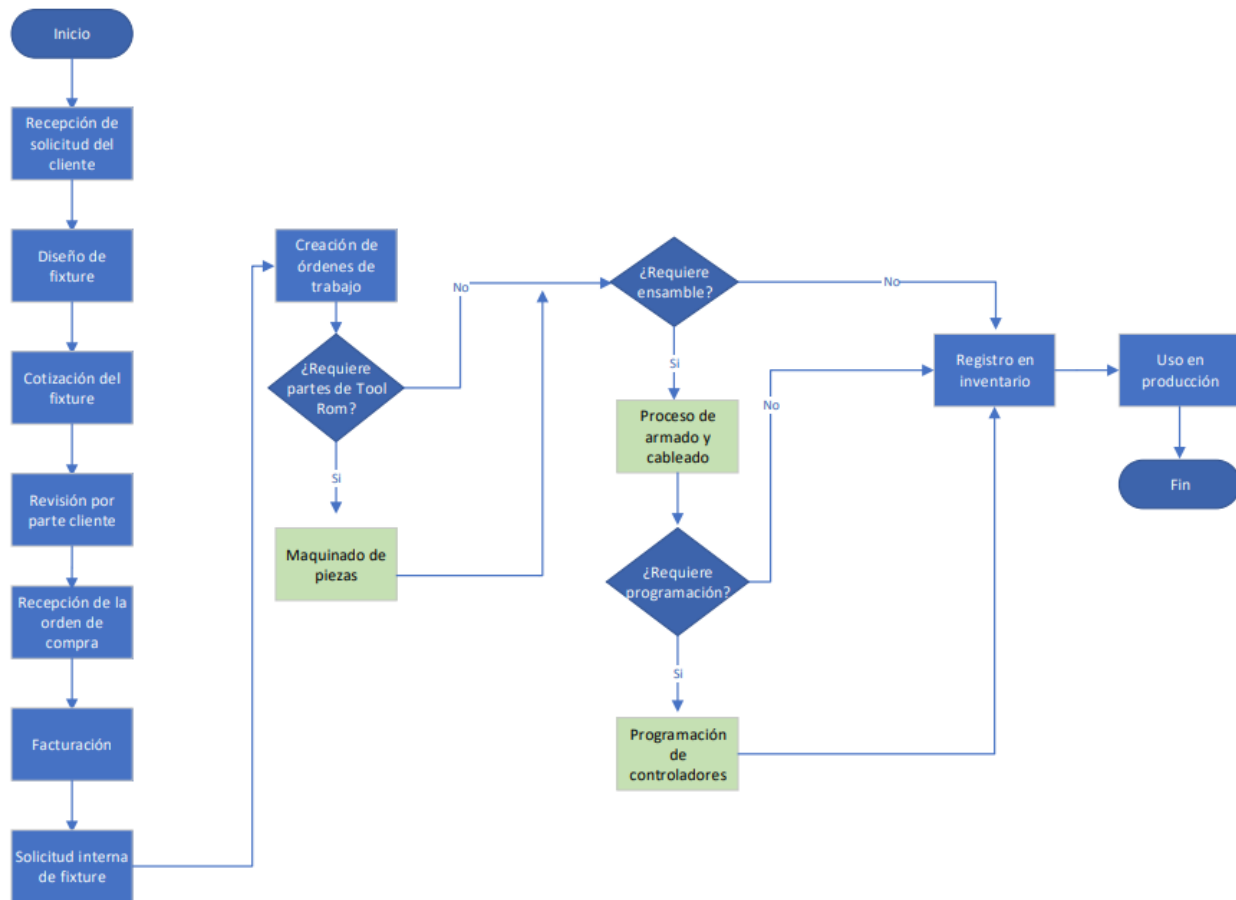 Inicio
Recepción de
solicitud del
cliente
Diseño de
fixture
Cotización del
fixture
Revisión por
parte cliente
Recepción de la
orden de
compra
Facturación
Solicitud interna
de fixture
Creación de
órdenes de
trabajo
¿Requiere
partes de Tool
Rom?
No
Si
Maquinado de
piezas
¿Requiere
ensamble?
No
Si
Proceso de
armado y
cableado
¿Requiere
programación?
No
Si
Programación
de
controladores
Registro en
inventario
Uso en
producción
Fin